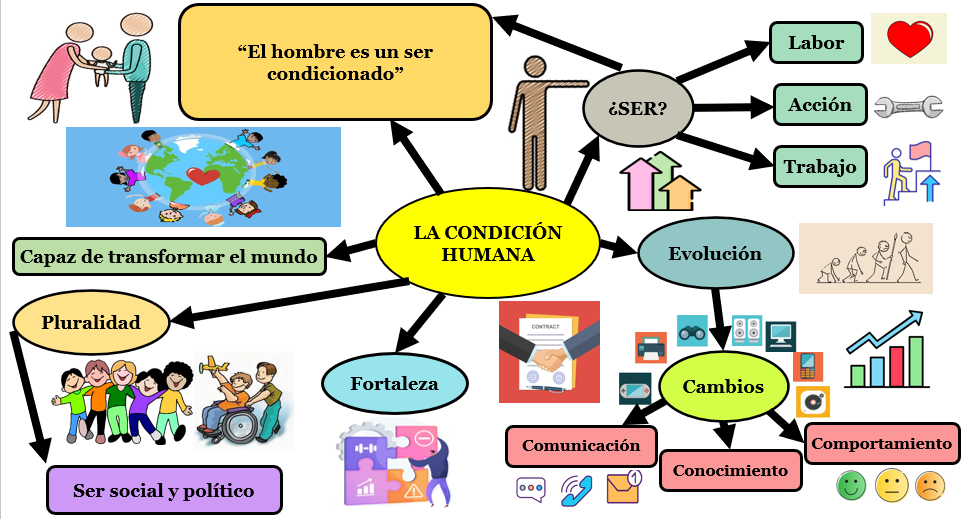 “El hombre es un ser
condicionado”
¿SER?
Labor
Acción
Trabajo
LA CONDICIÓN
HUMANA
Capaz de transformar el mundo
Evolución
Pluralidad
CONTRACT
Fortaleza
Cambios
Comunicación
Conocimiento
Comportamiento
Ser social y político
1